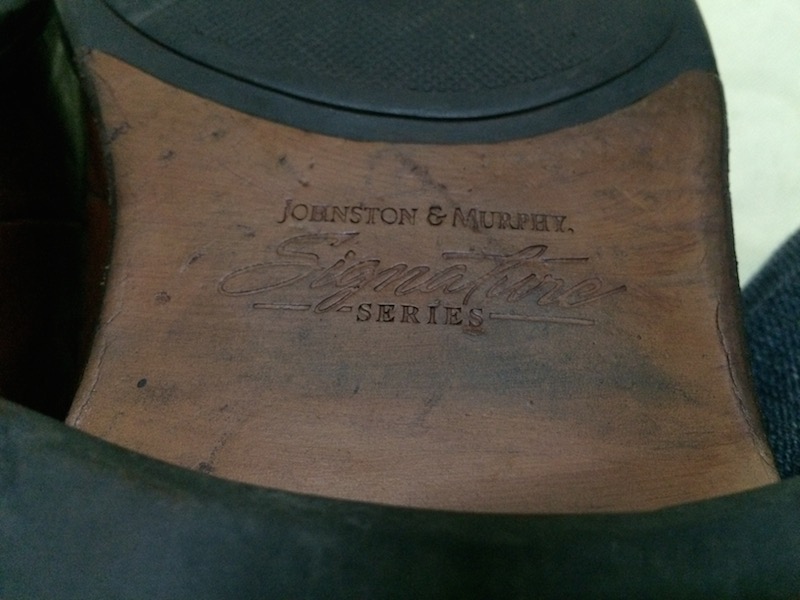 JOHNSTON & MURPHY.
Signature
SERIES